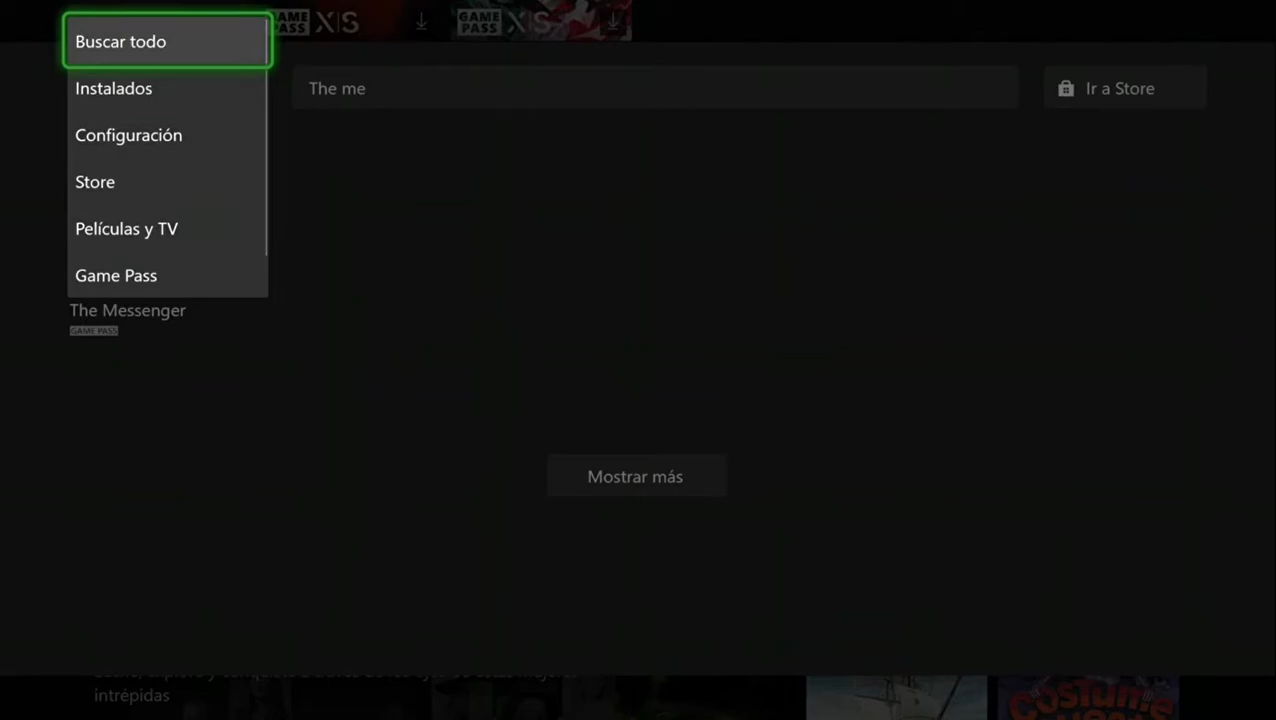 GAME PASS X|S
GAME PASS X|S
Buscar todo
Instalados
The me
Ir a Store
Configuración
Store
Películas y TV
Game Pass
The Messenger
GAME PASS
Mostrar más
intrépidas
Costume